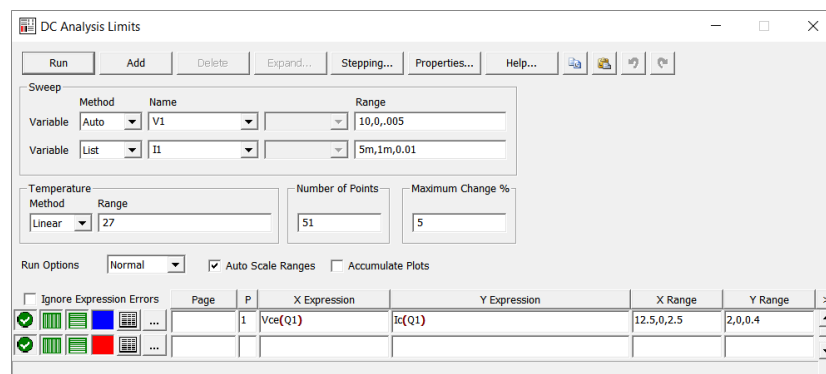 DC Analysis Limits
Run Add Delete Expand... Stepping... Properties... Help...
Sweep
Method Name Range
Variable Auto V1 10,0,.005
Variable List I1 5m,1m,0.01
Temperature Number of Points Maximum Change %
Method Range
Linear 27 51 5
Run Options Normal Auto Scale Ranges Accumulate Plots
Ignore Expression Errors Page P X Expression Y Expression X Range Y Range >
... 1 Vce(Q1) Ic(Q1) 12.5,0,2.5 2,0,0.4
...